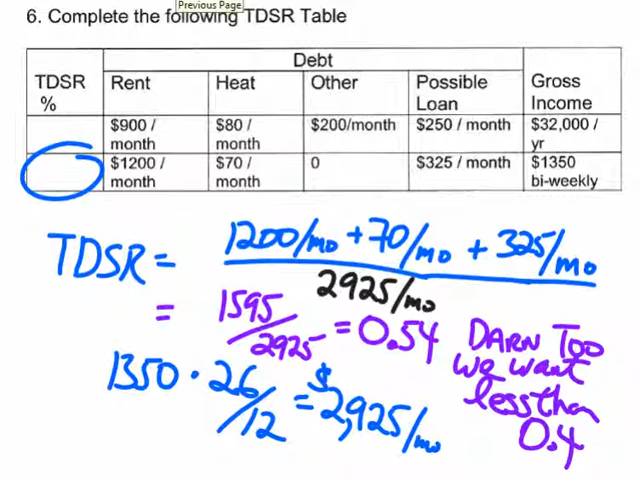 Previous Page
6. Complete the following TDSR Table
TDSR % Debt Gross Income
Rent Heat Other Possible Loan
$900 / month $80 / month $200/month $250 / month $32,000 / yr
$1200 / month $70 / month 0 $325 / month $1350 bi-weekly
TDSR = 1200/mo + 70/mo + 325/mo
2925/mo
= 1595/2925 = 0.54 DARN TOO
we want
less than
0.4
1350 · 26/12 = $2,925/mo